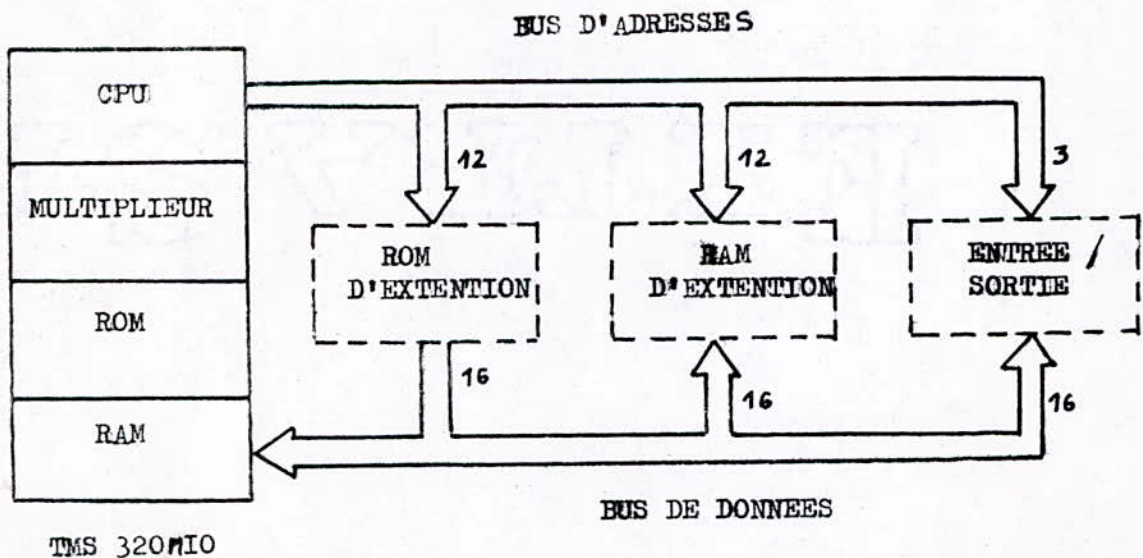 BUS D'ADRESSES
CPU
MULTIPLIEUR
ROM
RAM
12
12
3
ROM
D'EXTENTION
RAM
D'EXTENTION
ENTREE /
SORTIE
16
16
16
BUS DE DONNEES
TMS 320M10